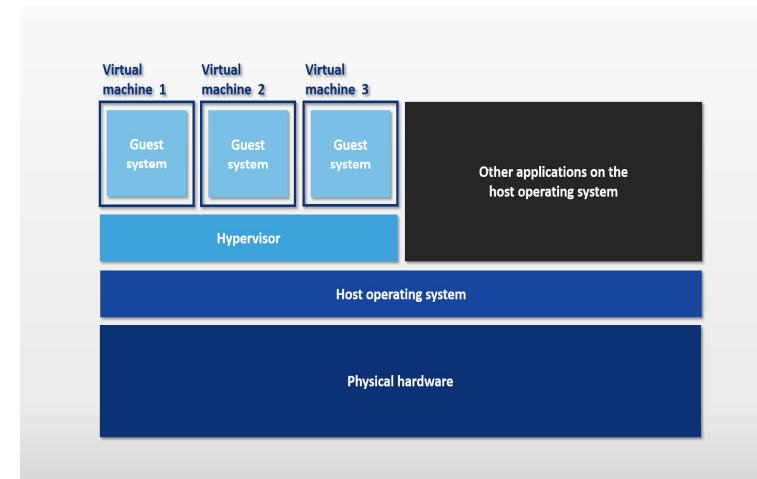 Virtual
machine 1
Virtual
machine 2
Virtual
machine 3
Guest
system
Guest
system
Guest
system
Other applications on the
host operating system
Hypervisor
Host operating system
Physical hardware